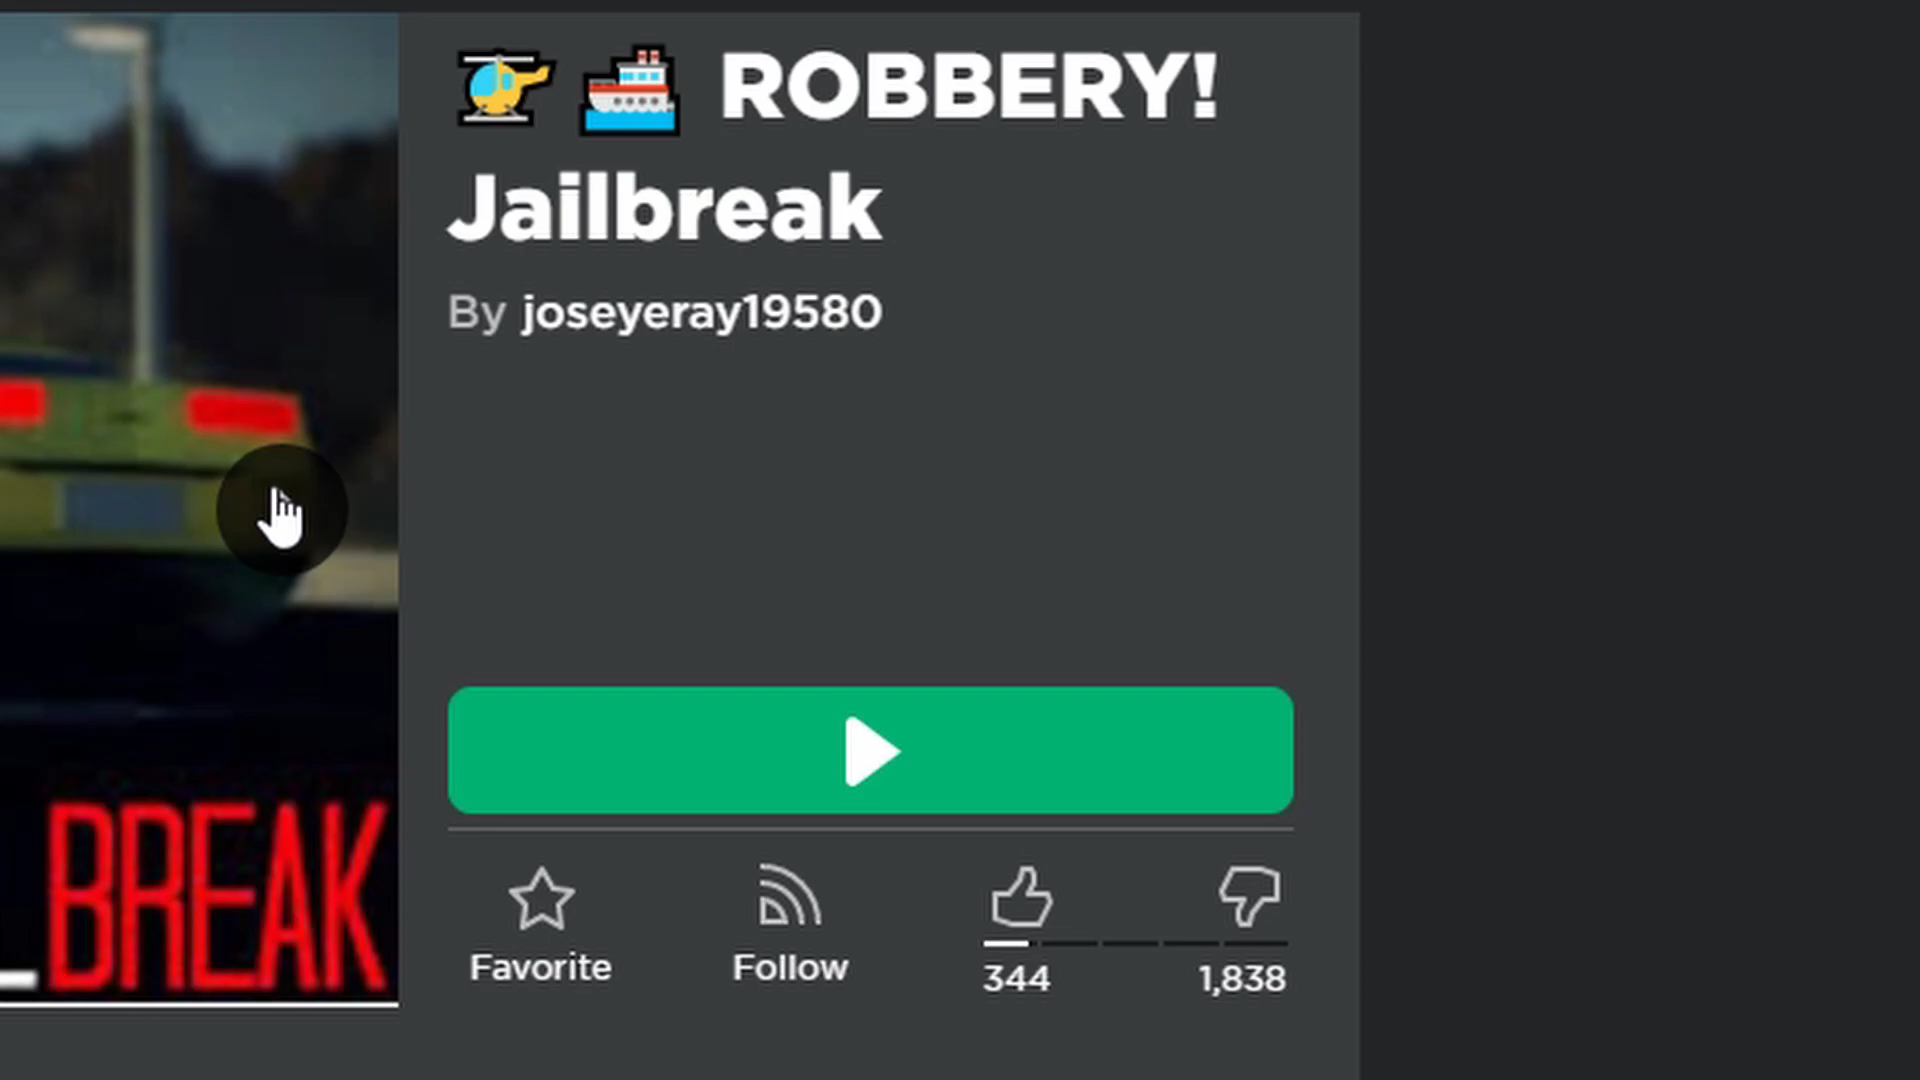 🚁 🛳 ROBBERY!
Jailbreak
By joseyeray19580
BREAK
Favorite
Follow
344
1,838